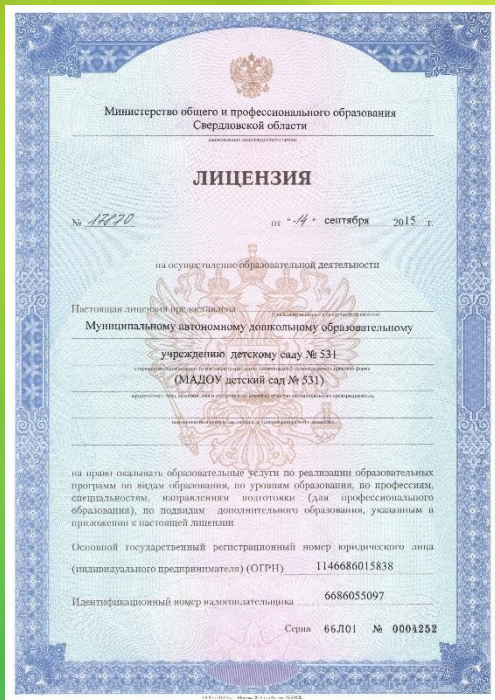 Министерство общего и профессионального образования
Свердловской области
ЛИЦЕНЗИЯ
№ 17870 от "14" сентября 2015 г.
на осуществление образовательной деятельности
Настоящая лицензия предоставлена
Муниципальному автономному дошкольному образовательному
учреждению детскому саду № 531
(МАДОУ детский сад № 531)
на право оказывать образовательные услуги по реализации образовательных
программ по видам образования, по уровням образования, по профессиям,
специальностям, направлениям подготовки (для профессионального
образования), по подвидам дополнительного образования, указанным в
приложении к настоящей лицензии
Основной государственный регистрационный номер юридического лица
(индивидуального предпринимателя) (ОГРН) 1146686015838
Идентификационный номер налогоплательщика 6686055097
Серия 66Л01 № 0004252